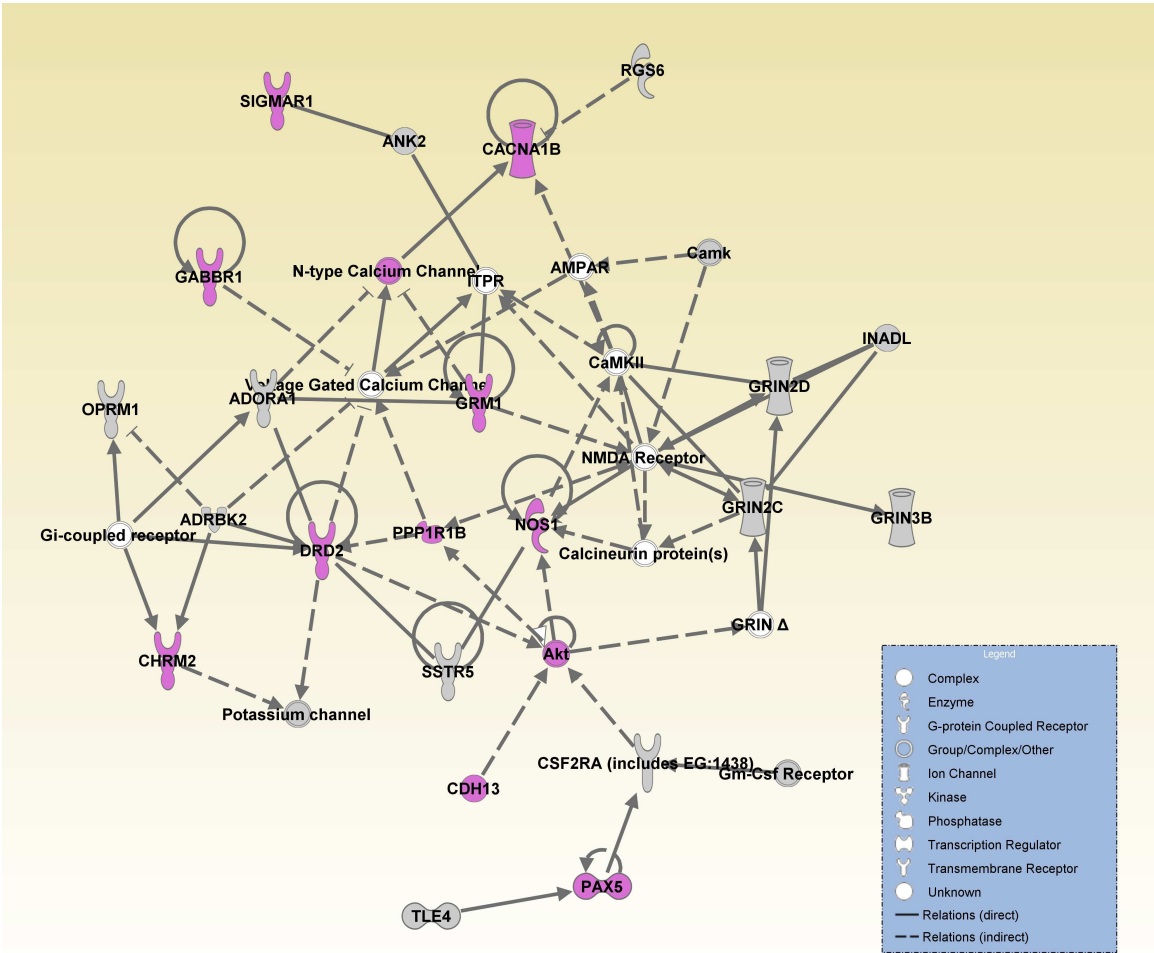 RGS6
SIGMAR1
ANK2
CACNA1B
Camk
AMPAR
N-type Calcium Channel
ITPR
GABBR1
INADL
CaMKII
Voltage Gated Calcium Channel
GRIN2D
ADORA1
GRM1
OPRM1
NMDA Receptor
GRIN2C
GRIN3B
ADRBK2
NOS1
PPP1R1B
Gi-coupled receptor
DRD2
Calcineurin protein(s)
GRIN Δ
Akt
CHRM2
SSTR5
Potassium channel
CSF2RA (includes EG:1438)
Gm-Csf Receptor
CDH13
PAX5
TLE4
Legend
Complex
Enzyme
G-protein Coupled Receptor
Group/Complex/Other
Ion Channel
Kinase
Phosphatase
Transcription Regulator
Transmembrane Receptor
Unknown
Relations (direct)
Relations (indirect)